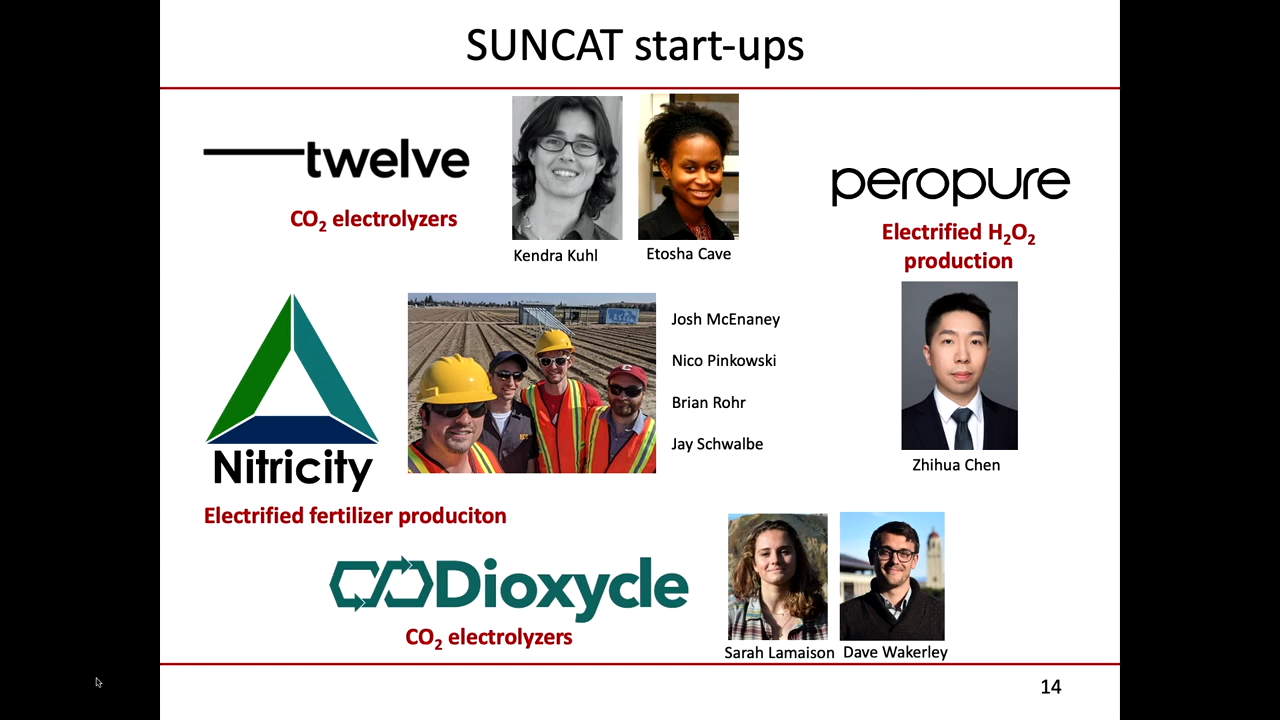 SUNCAT start-ups
twelve
CO₂ electrolyzers
Kendra Kuhl
Etosha Cave
peropure
Electrified H₂O₂
production
Zhihua Chen
Nitricity
Electrified fertilizer produciton
Josh McEnaney
Nico Pinkowski
Brian Rohr
Jay Schwalbe
Dioxycle
CO₂ electrolyzers
Sarah Lamaison
Dave Wakerley
14